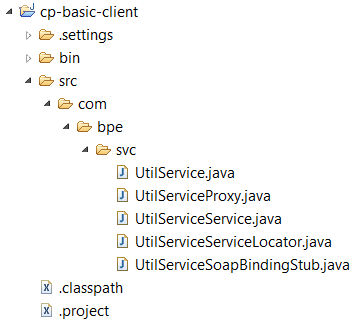 cp-basic-client
.settings
bin
src
com
bpe
svc
UtilService.java
UtilServiceProxy.java
UtilServiceService.java
UtilServiceServiceLocator.java
UtilServiceSoapBindingStub.java
.classpath
.project